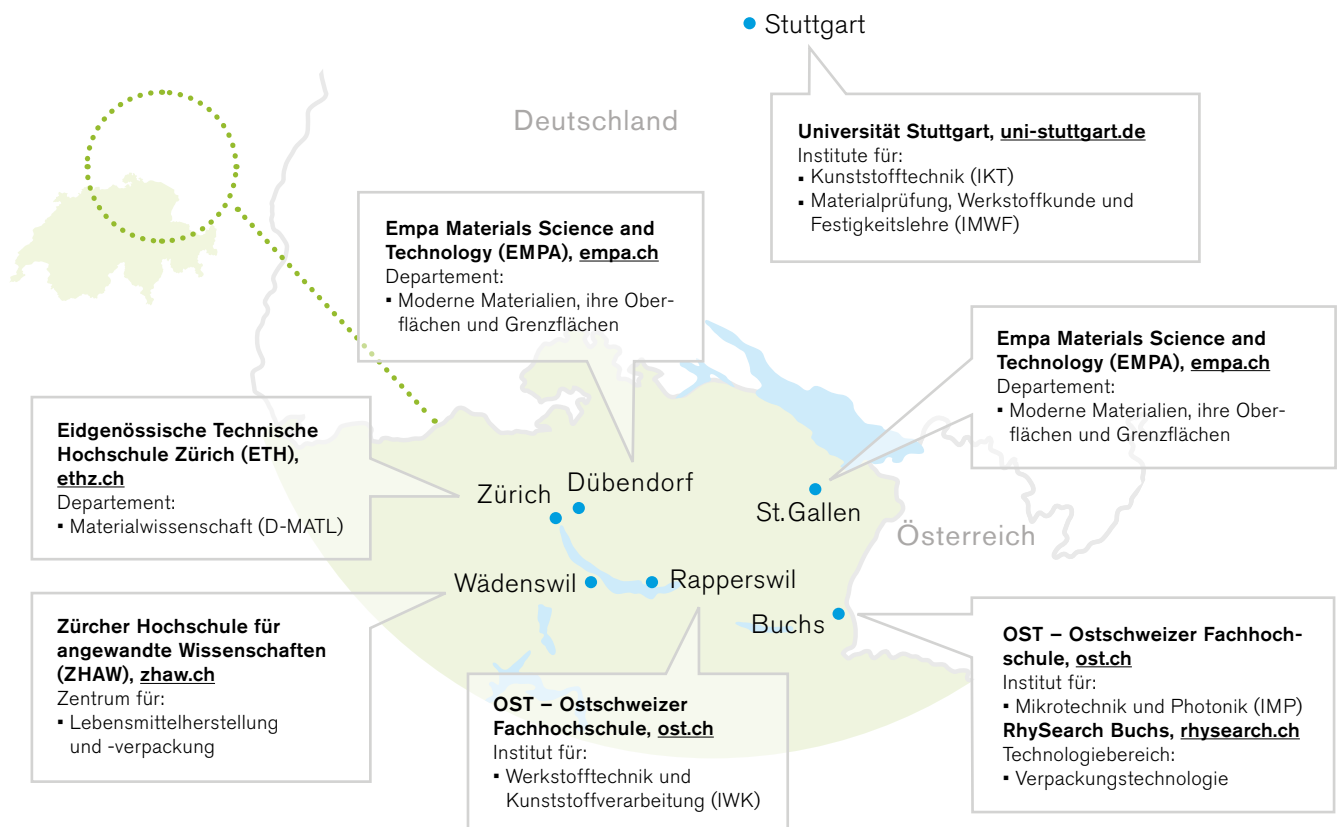 Stuttgart
Deutschland
Universität Stuttgart, uni-stuttgart.de
Institute für:
▪ Kunststofftechnik (IKT)
▪ Materialprüfung, Werkstoffkunde und
Festigkeitslehre (IMWF)
Empa Materials Science and
Technology (EMPA), empa.ch
Departement:
▪ Moderne Materialien, ihre Ober-
flächen und Grenzflächen
Empa Materials Science and
Technology (EMPA), empa.ch
Departement:
▪ Moderne Materialien, ihre Ober-
flächen und Grenzflächen
Eidgenössische Technische
Hochschule Zürich (ETH),
ethz.ch
Departement:
▪ Materialwissenschaft (D-MATL)
Zürich
Dübendorf
St.Gallen
Österreich
Wädenswil
Rapperswil
Buchs
Zürcher Hochschule für
angewandte Wissenschaften
(ZHAW), zhaw.ch
Zentrum für:
▪ Lebensmittelherstellung
und -verpackung
OST – Ostschweizer
Fachhochschule, ost.ch
Institut für:
▪ Werkstofftechnik und
Kunststoffverarbeitung (IWK)
OST – Ostschweizer Fachhoch-
schule, ost.ch
Institut für:
▪ Mikrotechnik und Photonik (IMP)
RhySearch Buchs, rhysearch.ch
Technologiebereich:
▪ Verpackungstechnologie